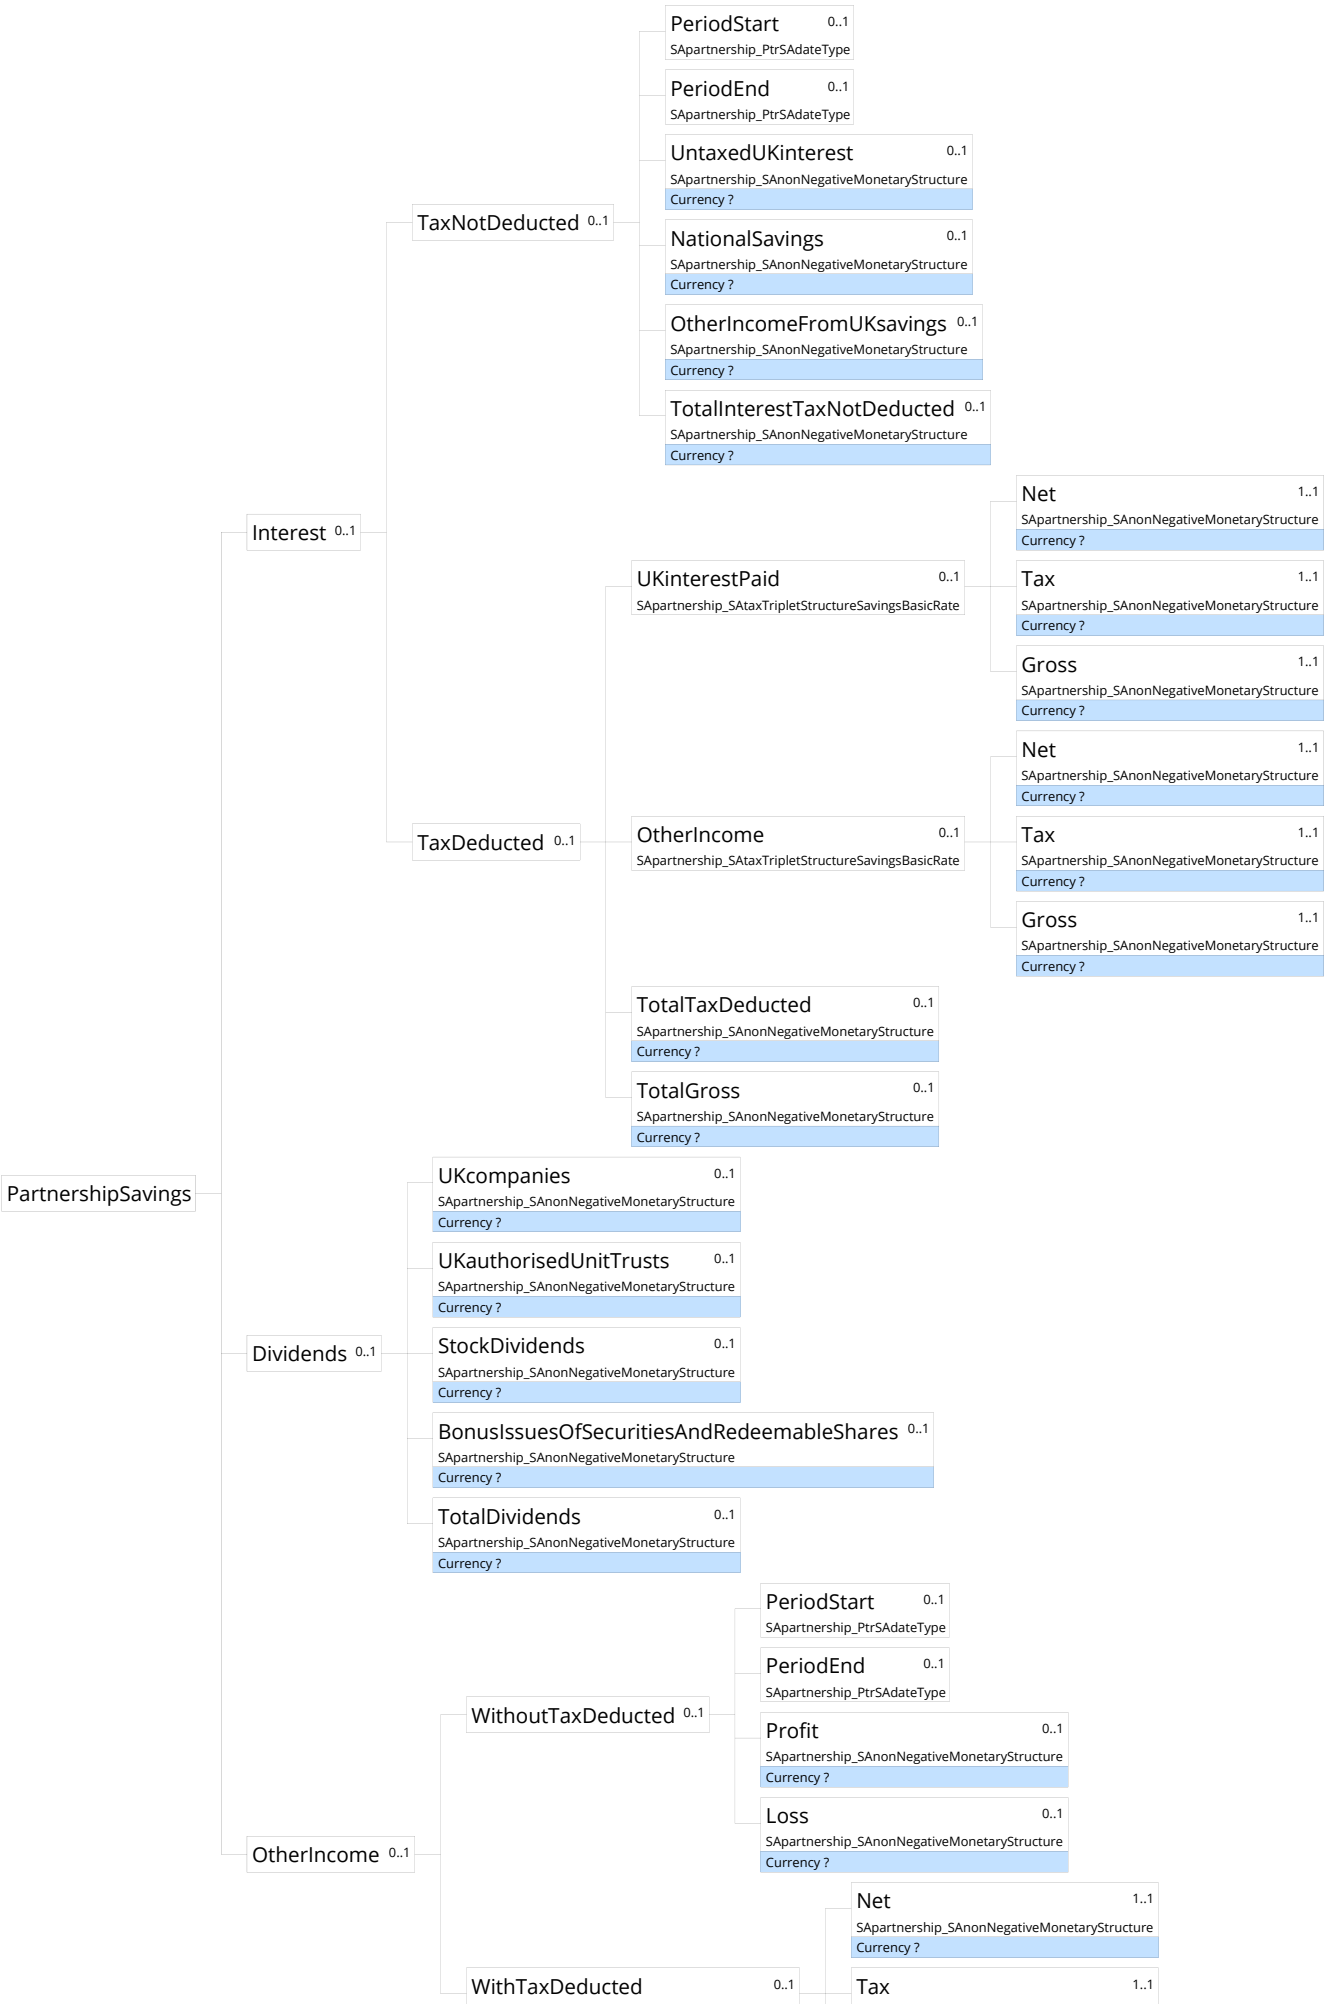 PeriodStart 0..1
SApartnership_PtrSAdateType
PeriodEnd 0..1
SApartnership_PtrSAdateType
UntaxedUKinterest 0..1
SApartnership_SAnonNegativeMonetaryStructure
Currency ?
TaxNotDeducted 0..1
NationalSavings 0..1
SApartnership_SAnonNegativeMonetaryStructure
Currency ?
OtherIncomeFromUKsavings 0..1
SApartnership_SAnonNegativeMonetaryStructure
Currency ?
TotalInterestTaxNotDeducted 0..1
SApartnership_SAnonNegativeMonetaryStructure
Currency ?
Net 1..1
SApartnership_SAnonNegativeMonetaryStructure
Currency ?
Interest 0..1
UKinterestPaid 0..1
SApartnership_SAtaxTripletStructureSavingsBasicRate
Tax 1..1
SApartnership_SAnonNegativeMonetaryStructure
Currency ?
Gross 1..1
SApartnership_SAnonNegativeMonetaryStructure
Currency ?
Net 1..1
SApartnership_SAnonNegativeMonetaryStructure
Currency ?
TaxDeducted 0..1
OtherIncome 0..1
SApartnership_SAtaxTripletStructureSavingsBasicRate
Tax 1..1
SApartnership_SAnonNegativeMonetaryStructure
Currency ?
Gross 1..1
SApartnership_SAnonNegativeMonetaryStructure
Currency ?
TotalTaxDeducted 0..1
SApartnership_SAnonNegativeMonetaryStructure
Currency ?
TotalGross 0..1
SApartnership_SAnonNegativeMonetaryStructure
Currency ?
PartnershipSavings
UKcompanies 0..1
SApartnership_SAnonNegativeMonetaryStructure
Currency ?
UKauthorisedUnitTrusts 0..1
SApartnership_SAnonNegativeMonetaryStructure
Currency ?
Dividends 0..1
StockDividends 0..1
SApartnership_SAnonNegativeMonetaryStructure
Currency ?
BonusIssuesOfSecuritiesAndRedeemableShares 0..1
SApartnership_SAnonNegativeMonetaryStructure
Currency ?
TotalDividends 0..1
SApartnership_SAnonNegativeMonetaryStructure
Currency ?
PeriodStart 0..1
SApartnership_PtrSAdateType
PeriodEnd 0..1
SApartnership_PtrSAdateType
WithoutTaxDeducted 0..1
Profit 0..1
SApartnership_SAnonNegativeMonetaryStructure
Currency ?
Loss 0..1
SApartnership_SAnonNegativeMonetaryStructure
Currency ?
OtherIncome 0..1
Net 1..1
SApartnership_SAnonNegativeMonetaryStructure
Currency ?
WithTaxDeducted 0..1
Tax 1..1